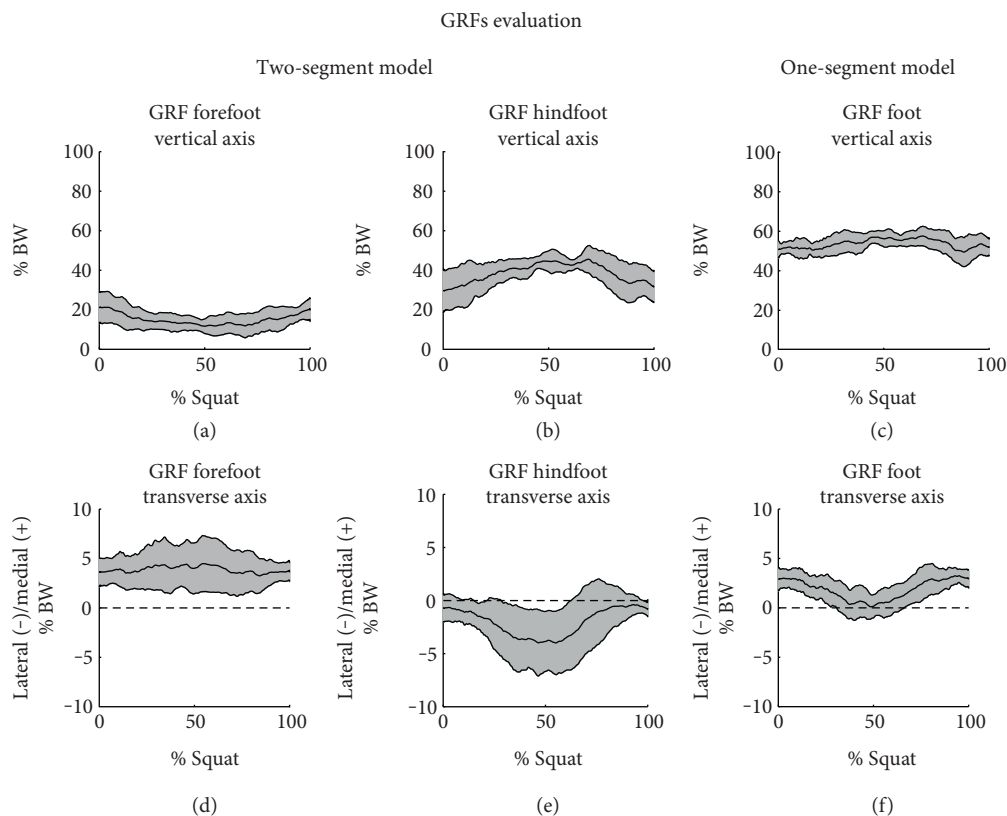 GRFs evaluation
Two-segment model
One-segment model
GRF forefoot
vertical axis
100
80
60
40
20
0
% BW
0
50
100
% Squat
(a)
GRF hindfoot
vertical axis
100
80
60
40
20
0
% BW
0
50
100
% Squat
(b)
GRF foot
vertical axis
100
80
60
40
20
0
% BW
0
50
100
% Squat
(c)
GRF forefoot
transverse axis
10
5
0
−5
−10
Lateral (−)/medial (+)
% BW
0
50
100
% Squat
(d)
GRF hindfoot
transverse axis
10
5
0
−5
−10
Lateral (−)/medial (+)
% BW
0
50
100
% Squat
(e)
GRF foot
transverse axis
10
5
0
−5
−10
Lateral (−)/medial (+)
% BW
0
50
100
% Squat
(f)